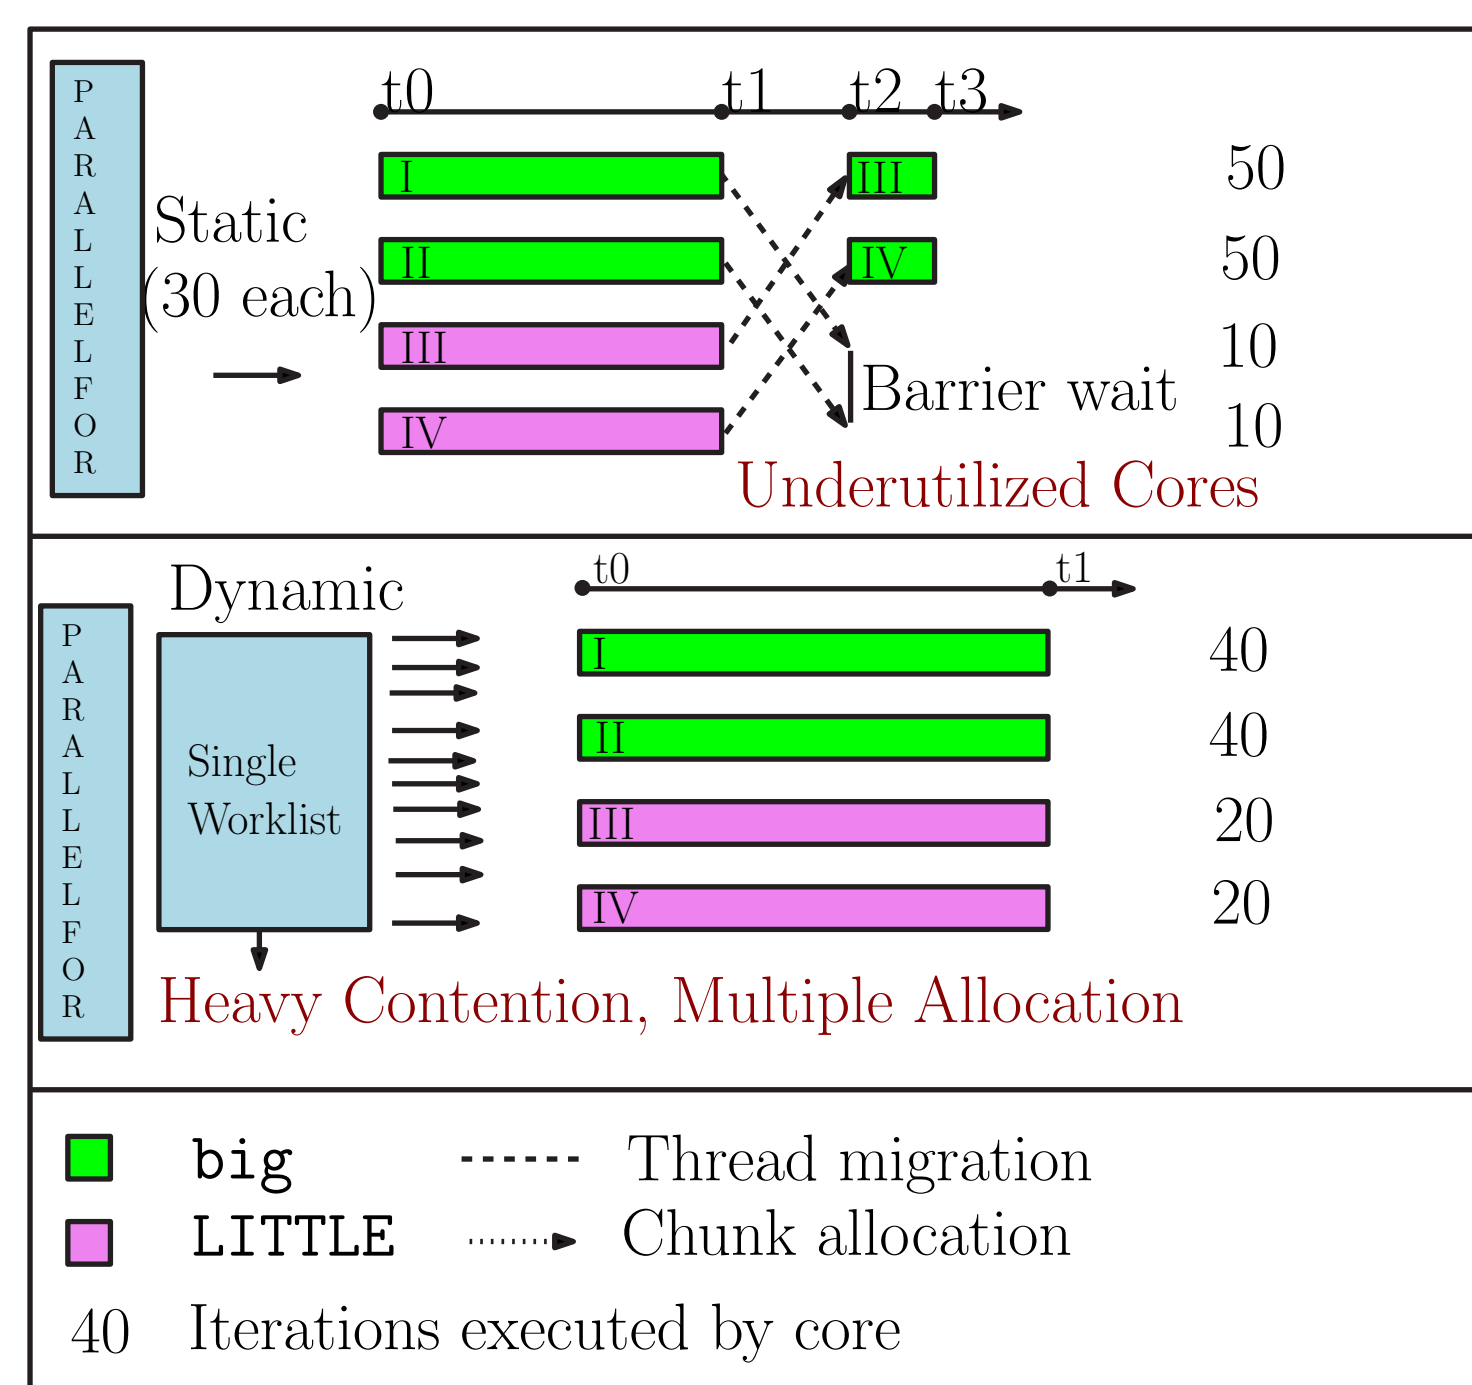 PARALLELFOR
t0 t1 t2 t3
Static
(30 each)
I
II
III
IV
III
IV
Barrier wait
Underutilized Cores
50
50
10
10
PARALLELFOR
Dynamic
Single
Worklist
t0 t1
I
II
III
IV
40
40
20
20
Heavy Contention, Multiple Allocation
big
Thread migration
LITTLE
Chunk allocation
40 Iterations executed by core